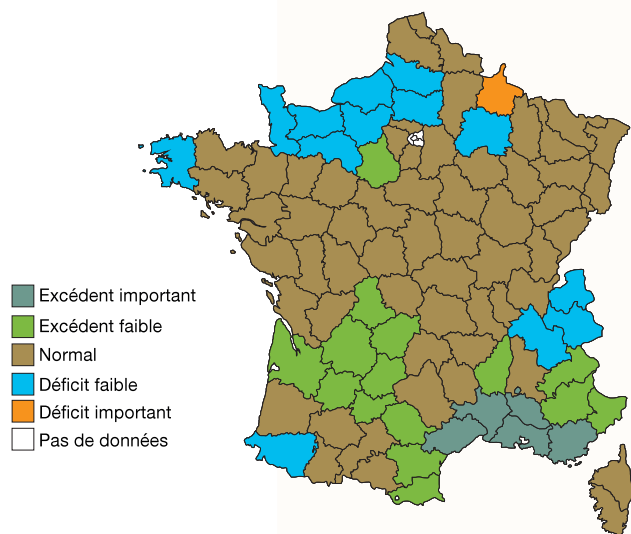 Excédent important
Excédent faible
Normal
Déficit faible
Déficit important
Pas de données